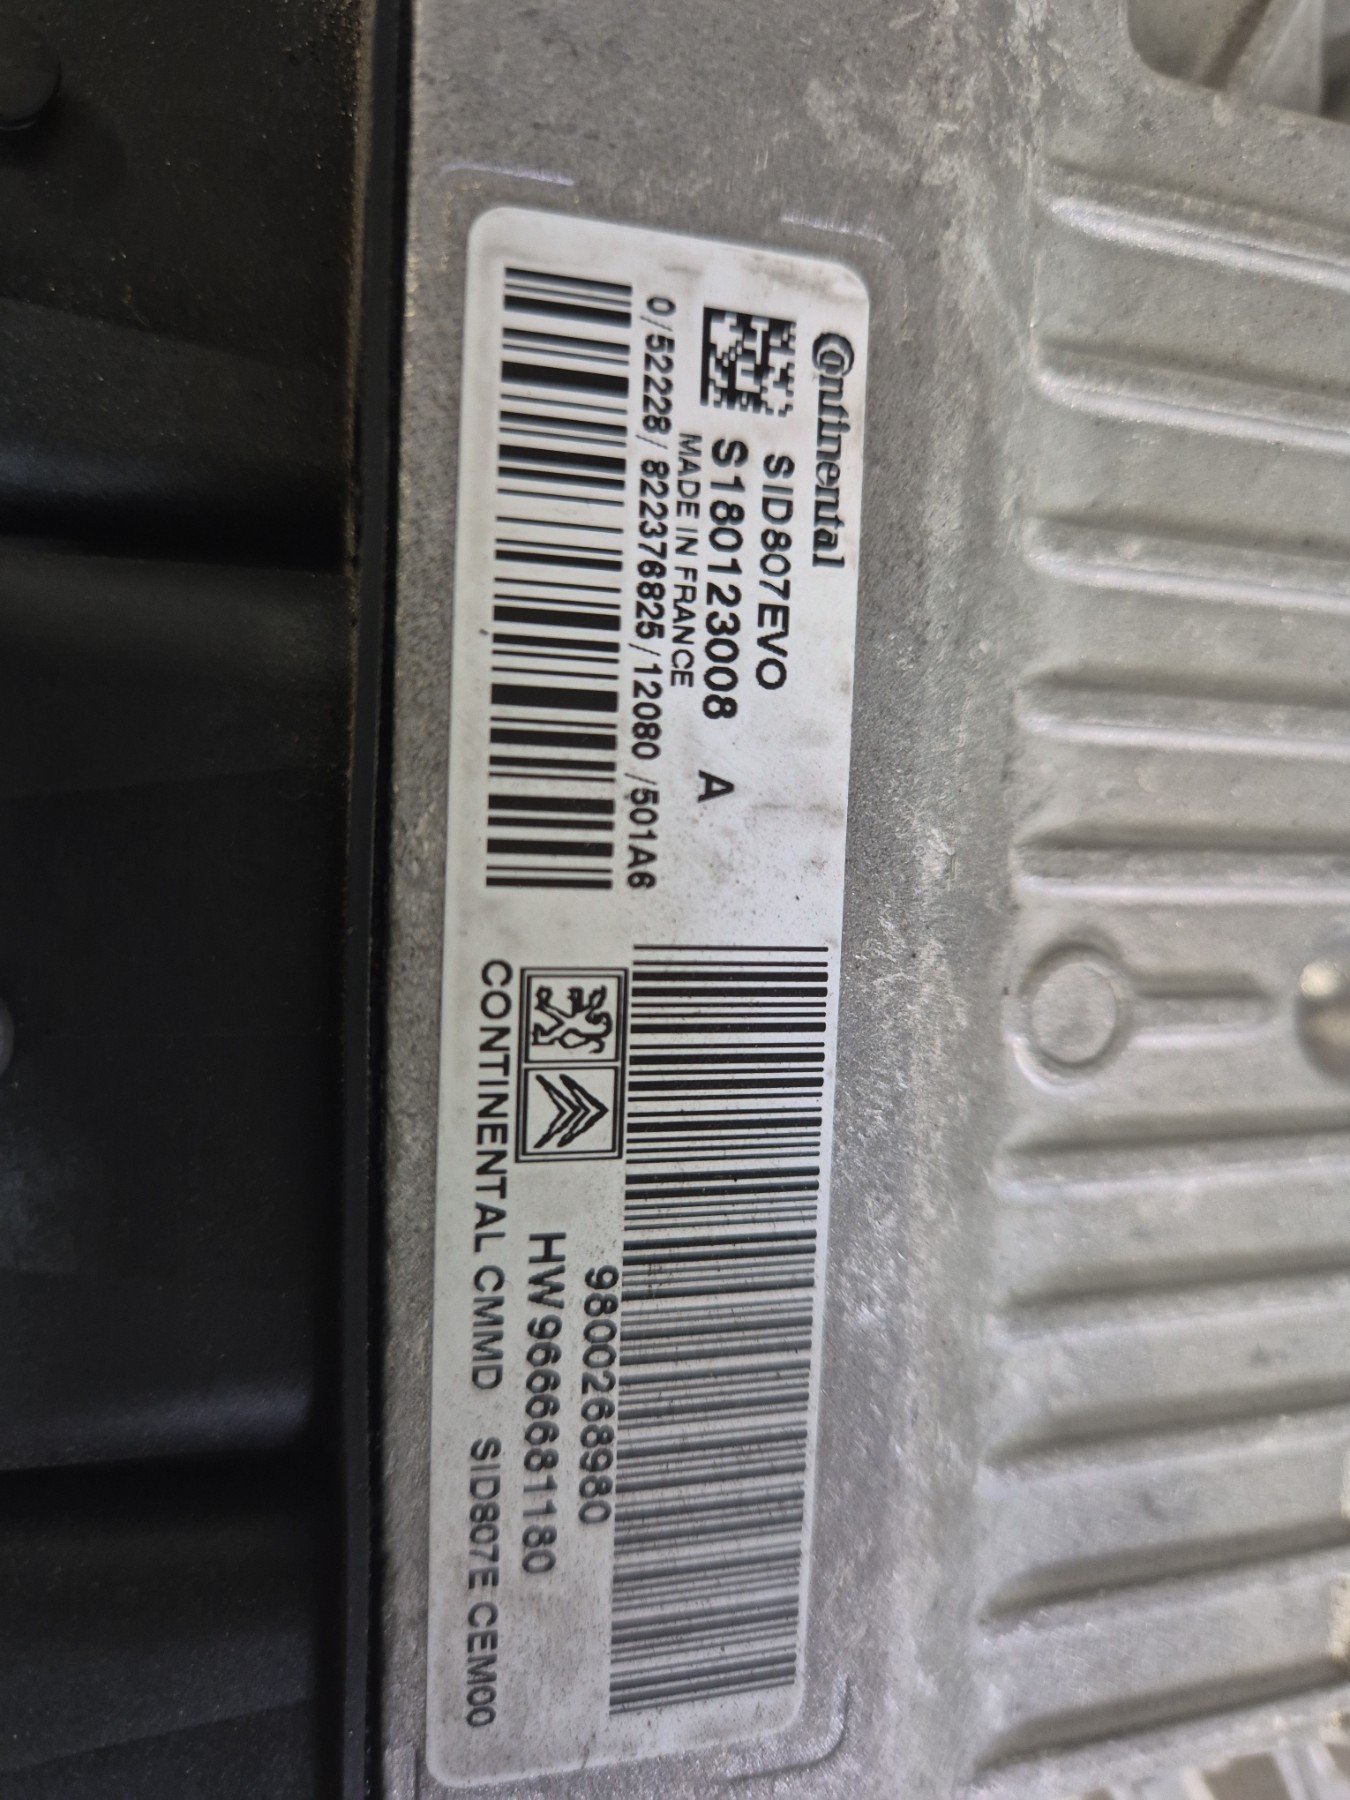 Continental
SID807EVO
S180123008 A
MADE IN FRANCE
0/52228/822376825/12080/501A6
9800268980
HW9666681180
CONTINENTAL CMMD SID807E CEM00